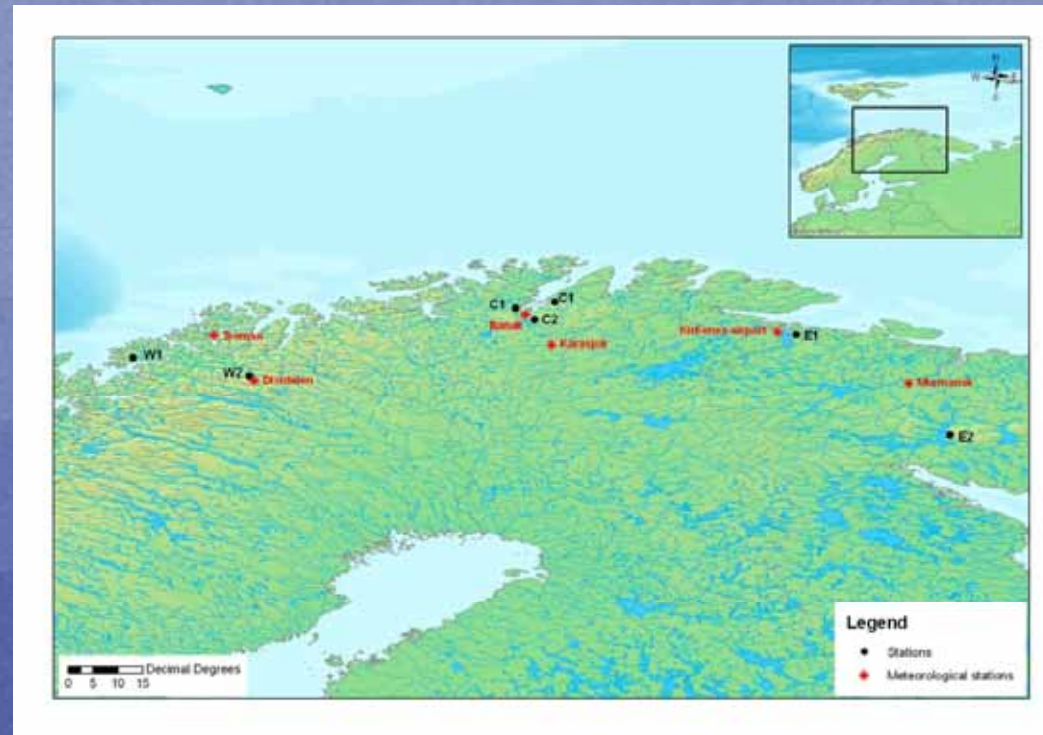 N
W E
S
C1
C1
Banak
C2
Tromsø
Karasjok
Kirkenes airport
E1
W1
W2
Dividalen
Murmansk
E2
Legend
Stations
Meteorological stations
Decimal Degrees
0 5 10 15